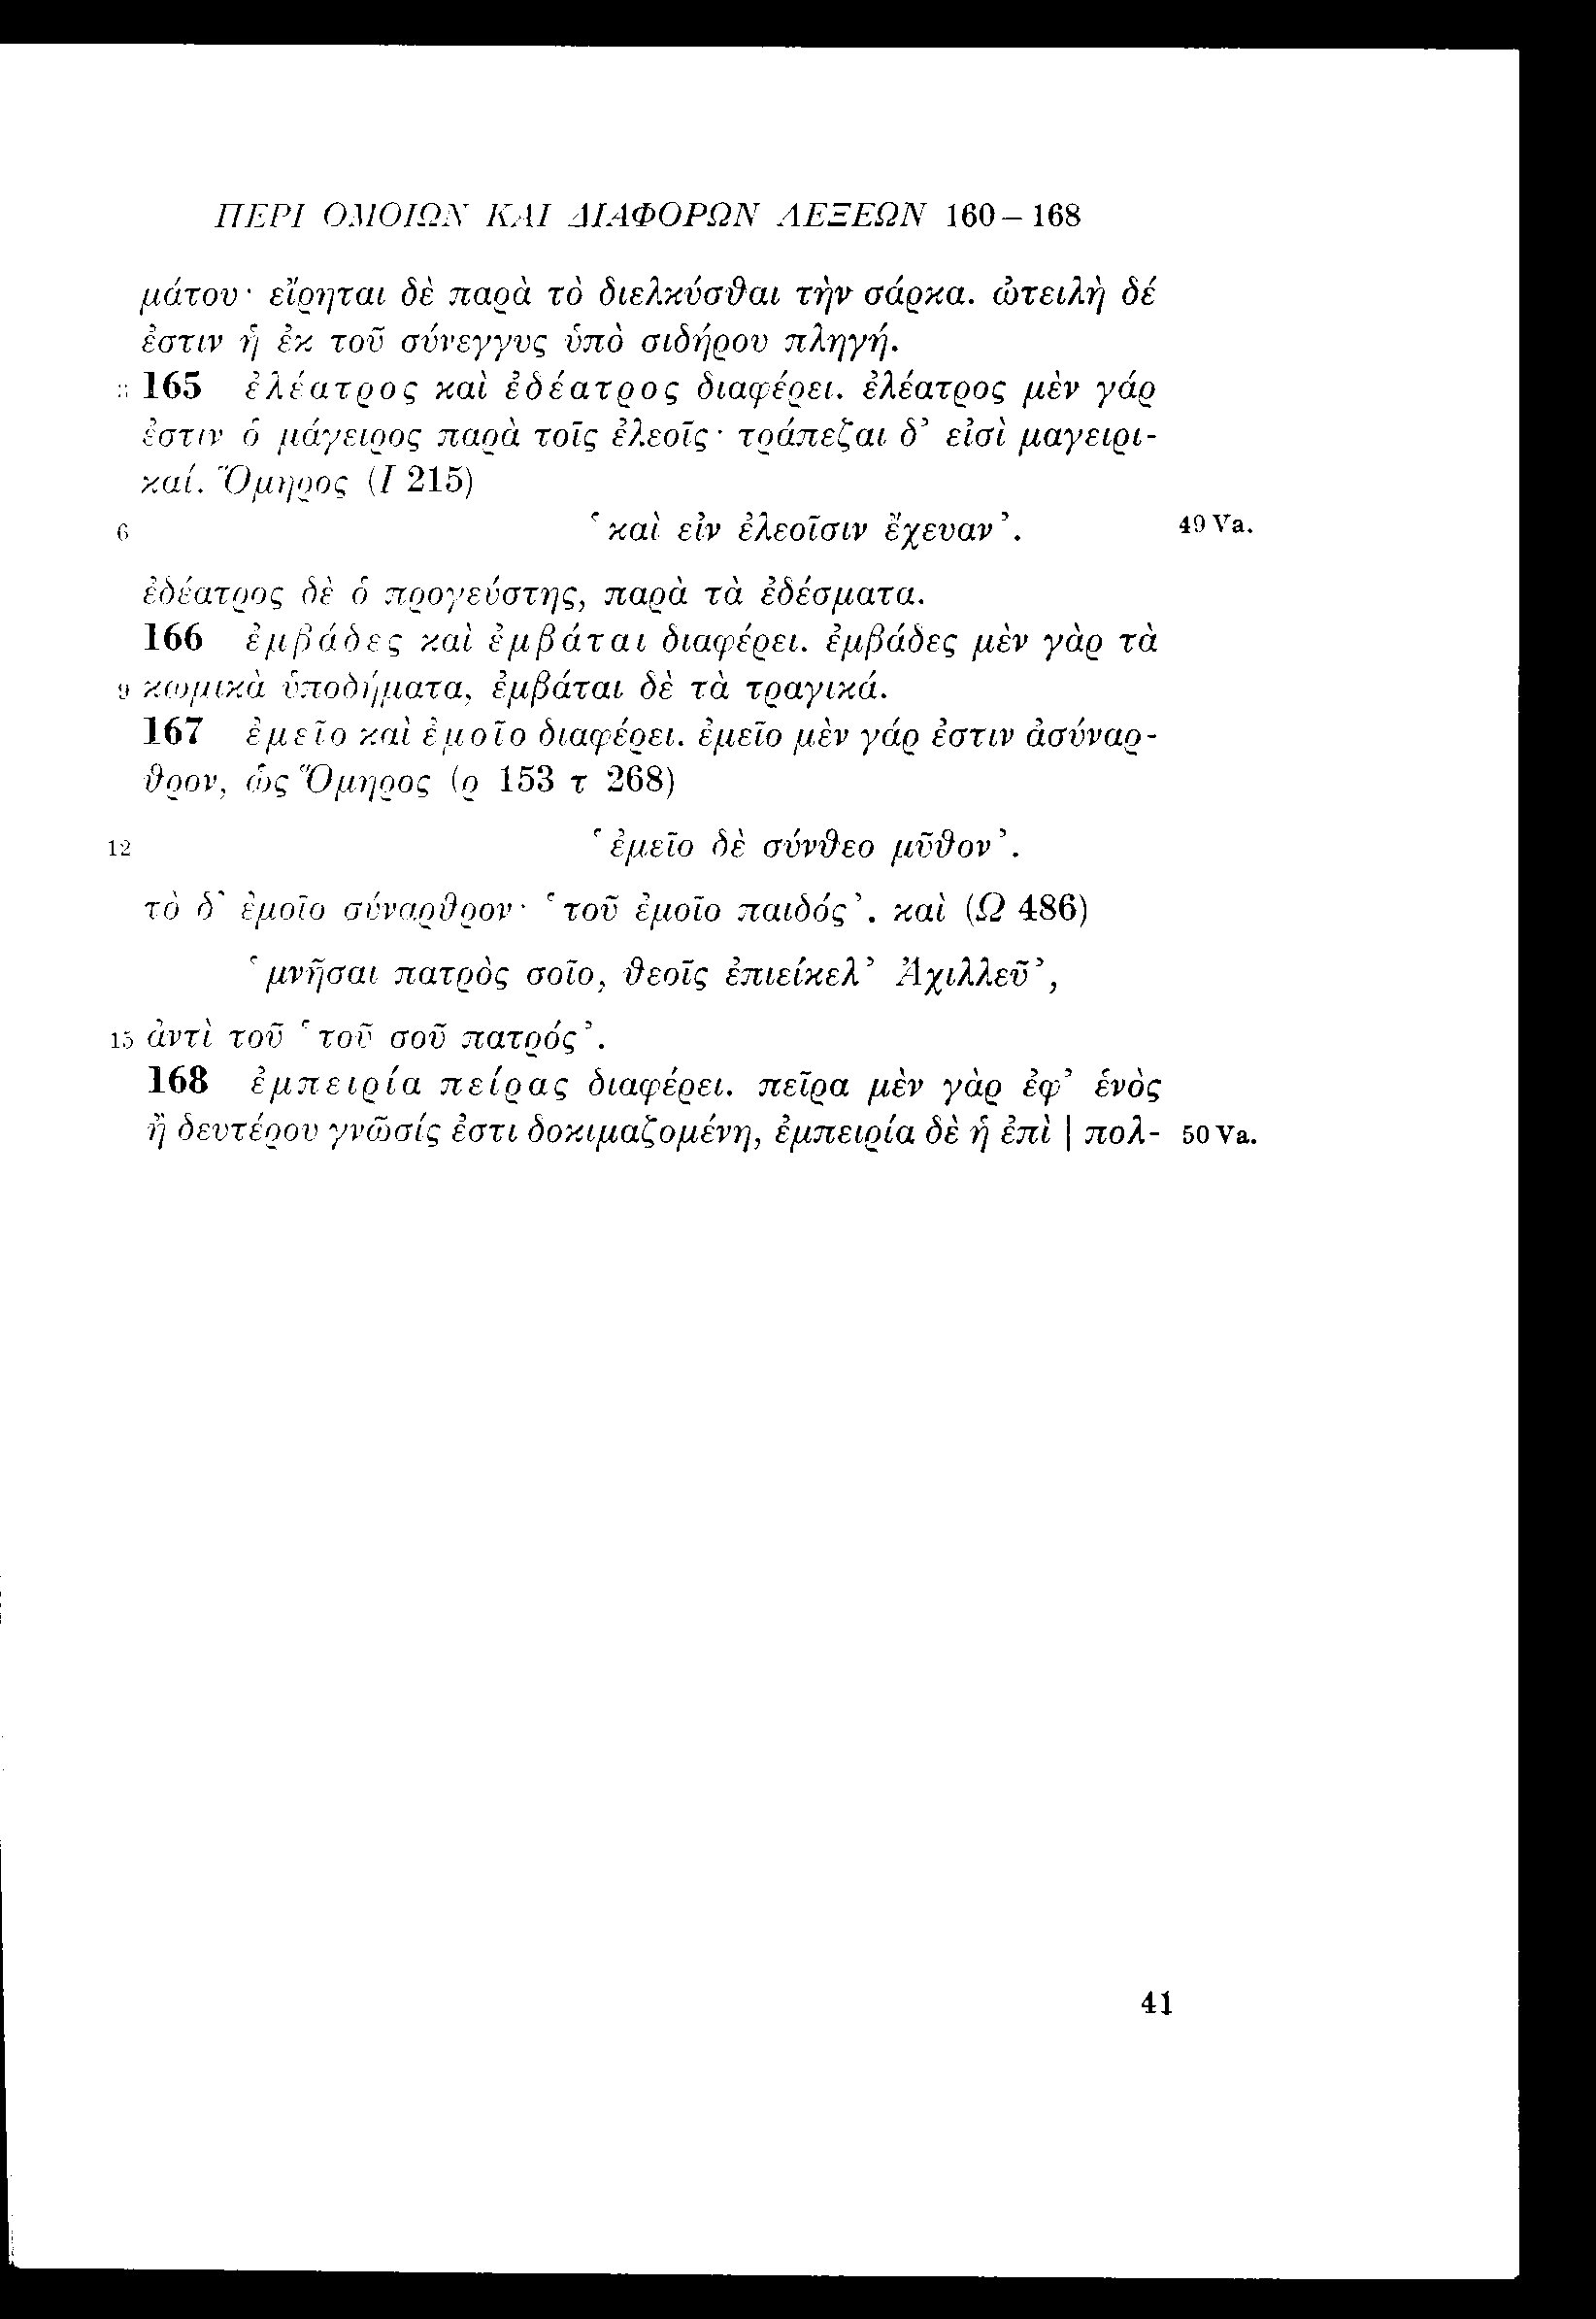 ΠΕΡΙ ΟΜΟΙΩΝ ΚΑΙ ΔΙΑΦΟΡΩΝ ΛΕΞΕΩΝ 160 – 168
μάτου· εἴρηται δὲ παρὰ τὸ διελκύσθαι τὴν σάρκα. ὠτειλὴ δέ
ἐστιν ἡ ἐκ τοῦ σύνεγγυς ὑπὸ σιδήρου πληγή.
3 165 ἐλέατρος καὶ ἐδέατρος διαφέρει. ἐλέατρος μὲν γάρ
ἐστιν ὁ μάγειρος παρὰ τοῖς ἐλεοῖς· τράπεζαι δ’ εἰσὶ μαγειρι-
καί. Ὅμηρος (Ι 215)
6 ‘καὶ εἰν ἐλεοῖσιν ἔχευαν’. 49 Va.
ἐδέατρος δὲ ὁ προγεύστης, παρὰ τὰ ἐδέσματα.
166 ἐμβάδες καὶ ἐμβάται διαφέρει. ἐμβάδες μὲν γὰρ τὰ
9 κωμικὰ ὑποδήματα, ἐμβάται δὲ τὰ τραγικά.
167 ἐμεῖο καὶ ἐμοῖο διαφέρει. ἐμεῖο μὲν γάρ ἐστιν ἀσύναρ-
θρον, ὡς Ὅμηρος (ρ 153 τ 268)
12 ‘ἐμεῖο δὲ σύνθεο μῦθον’.
τὸ δ’ ἐμοῖο σύναρθρον· ‘τοῦ ἐμοῖο παιδός’. καὶ (Ω 486)
‘μνῆσαι πατρὸς σοῖο, θεοῖς ἐπιείκελ’ Ἀχιλλεῦ’,
15 ἀντὶ τοῦ ‘τοῦ σοῦ πατρός’.
168 ἐμπειρία πείρας διαφέρει. πεῖρα μὲν γὰρ ἐφ’ ἑνὸς
ἢ δευτέρου γνῶσίς ἐστι δοκιμαζομένη, ἐμπειρία δὲ ἡ ἐπὶ | πολ- 50 Va.
41